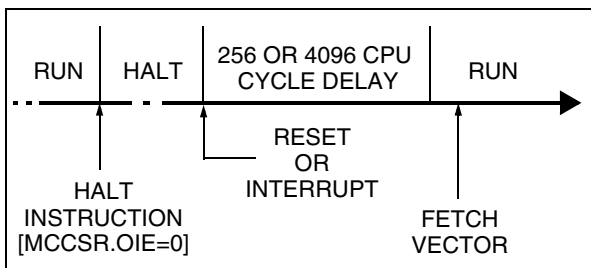 RUN HALT 256 OR 4096 CPU RUN
CYCLE DELAY
RESET
OR
INTERRUPT
HALT
INSTRUCTION
[MCCSR.OIE=0]
FETCH
VECTOR